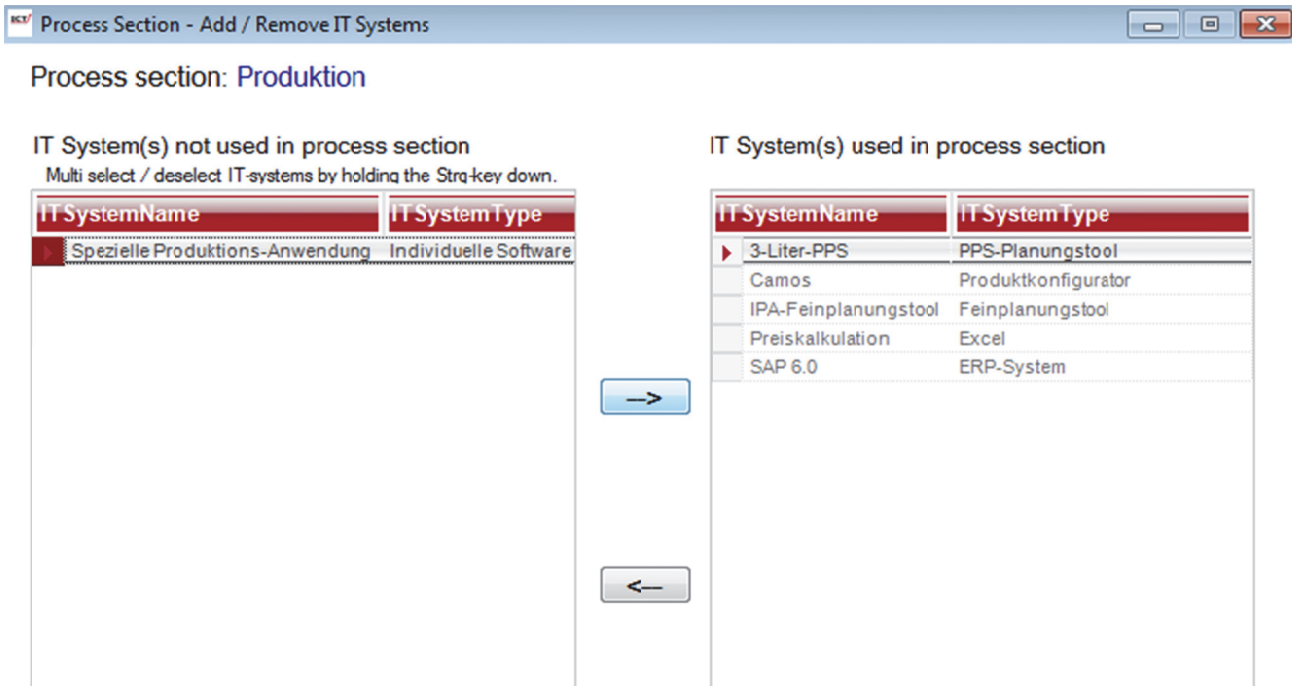 ICT/ Process Section - Add / Remove IT Systems
Process section: Produktion
IT System(s) not used in process section
Multi select / deselect IT-systems by holding the Strg-key down.
ITSystemName ITSystemType
Spezielle Produktions-Anwendung Individuelle Software
-->
<--
IT System(s) used in process section
ITSystemName ITSystemType
3-Liter-PPS PPS-Planungstool
Camos Produktkonfigurator
IPA-Feinplanungstool Feinplanungstool
Preiskalkulation Excel
SAP 6.0 ERP-System